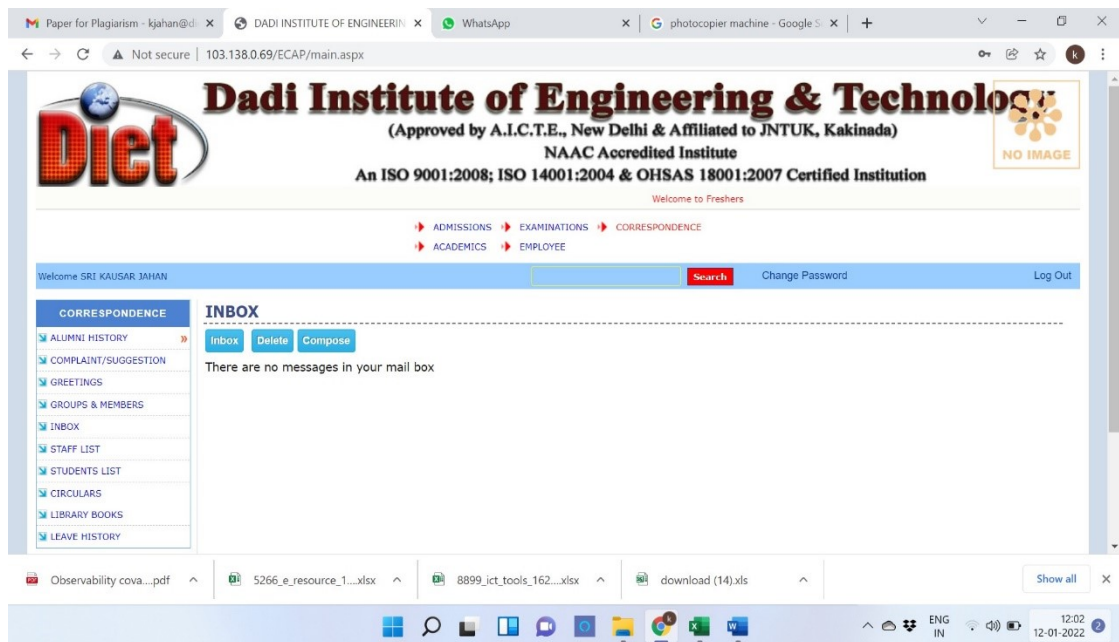 Paper for Plagiarism - kjahan@di
DADI INSTITUTE OF ENGINEERIN
WhatsApp
photocopier machine - Google S
Not secure | 103.138.0.69/ECAP/main.aspx
k
Diet
Dadi Institute of Engineering & Technology
(Approved by A.I.C.T.E., New Delhi & Affiliated to JNTUK, Kakinada)
NAAC Accredited Institute
An ISO 9001:2008; ISO 14001:2004 & OHSAS 18001:2007 Certified Institution
NO IMAGE
Welcome to Freshers
ADMISSIONS EXAMINATIONS CORRESPONDENCE
ACADEMICS EMPLOYEE
Welcome SRI KAUSAR JAHAN
Search
Change Password
Log Out
CORRESPONDENCE
ALUMNI HISTORY »
COMPLAINT/SUGGESTION
GREETINGS
GROUPS & MEMBERS
INBOX
STAFF LIST
STUDENTS LIST
CIRCULARS
LIBRARY BOOKS
LEAVE HISTORY
INBOX
Inbox Delete Compose
There are no messages in your mail box
Observability cova....pdf
5266_e_resource_1....xlsx
8899_ict_tools_162....xlsx
download (14).xls
Show all
ENG
IN
12:02
12-01-2022
2